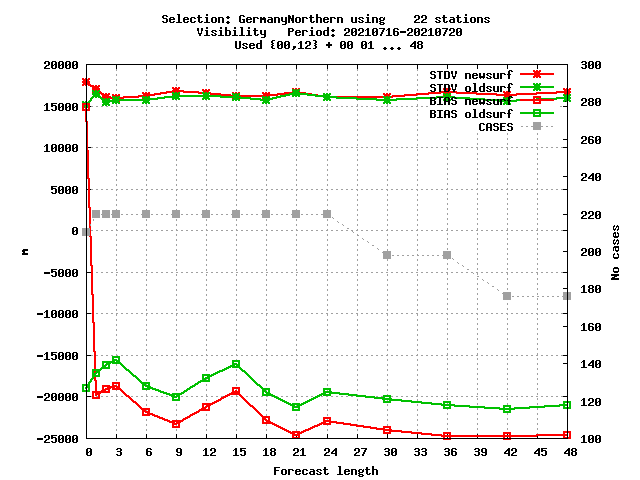 Selection: GermanyNorthern using    22 stations
Visibility   Period: 20210716-20210720
Used {00,12} + 00 01 ... 48
20000
15000
10000
5000
0
-5000
-10000
-15000
-20000
-25000
m
STDV newsurf
STDV oldsurf
BIAS newsurf
BIAS oldsurf
CASES
300
280
260
240
220
200
180
160
140
120
100
No cases
0 3 6 9 12 15 18 21 24 27 30 33 36 39 42 45 48
Forecast length